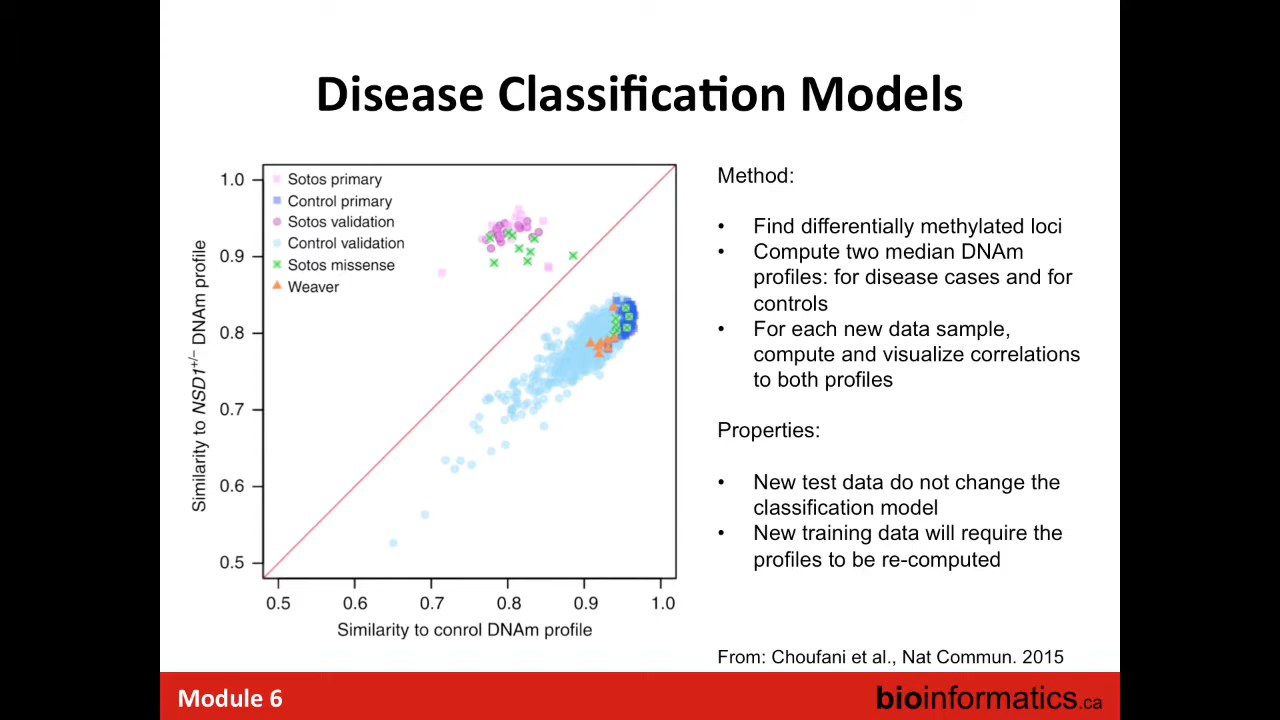 Disease Classification Models
Sotos primary
Control primary
Sotos validation
Control validation
Sotos missense
Weaver
1.0
0.9
0.8
0.7
0.6
0.5
Similarity to NSD1+/− DNAm profile
0.5 0.6 0.7 0.8 0.9 1.0
Similarity to conrol DNAm profile
Method:
• Find differentially methylated loci
• Compute two median DNAm
profiles: for disease cases and for
controls
• For each new data sample,
compute and visualize correlations
to both profiles
Properties:
• New test data do not change the
classification model
• New training data will require the
profiles to be re-computed
From: Choufani et al., Nat Commun. 2015
Module 6
bioinformatics.ca